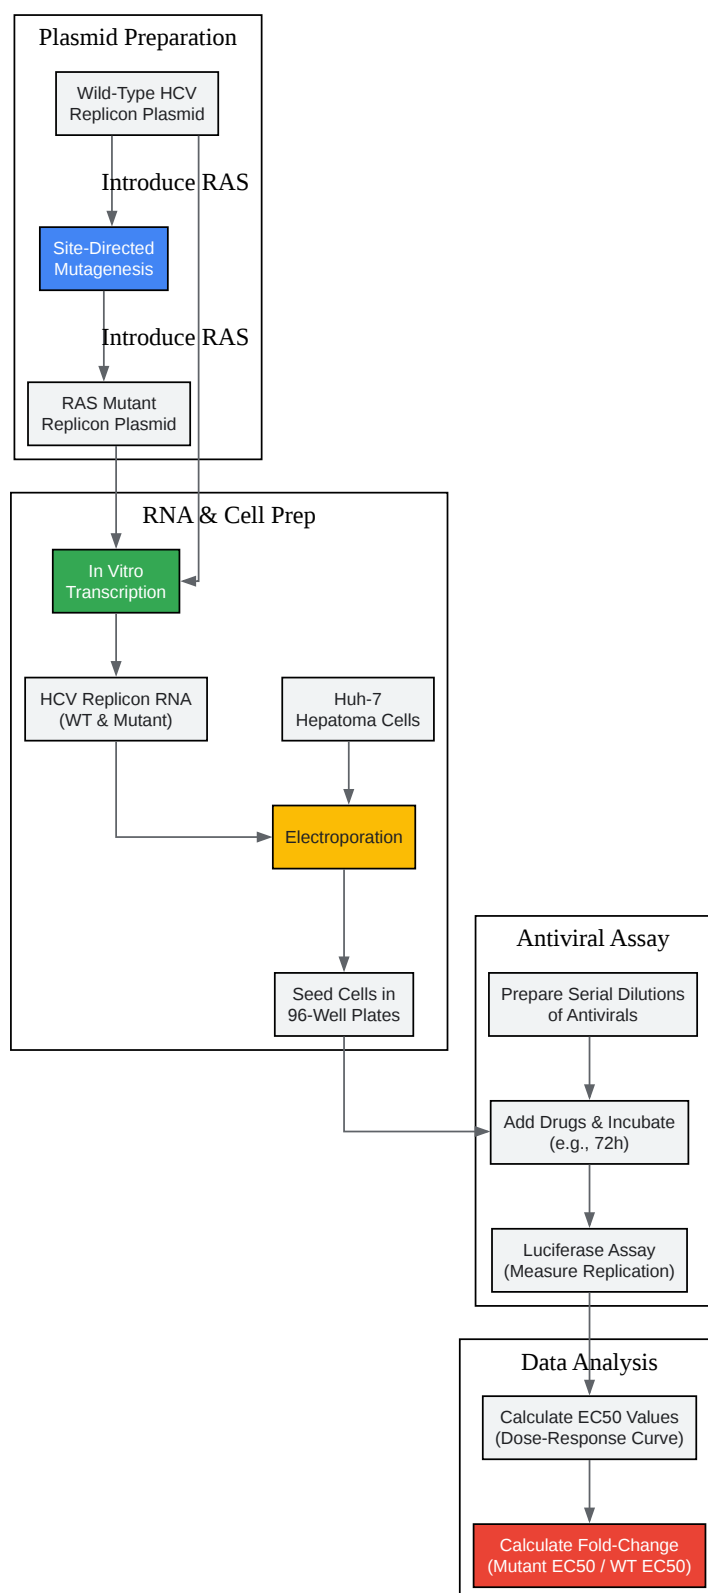 Plasmid Preparation
Wild-Type HCV
Replicon Plasmid
Introduce RAS
Site-Directed
Mutagenesis
Introduce RAS
RAS Mutant
Replicon Plasmid
RNA & Cell Prep
In Vitro
Transcription
HCV Replicon RNA
(WT & Mutant)
Huh-7
Hepatoma Cells
Electroporation
Seed Cells in
96-Well Plates
Antiviral Assay
Prepare Serial Dilutions
of Antivirals
Add Drugs & Incubate
(e.g., 72h)
Luciferase Assay
(Measure Replication)
Data Analysis
Calculate EC50 Values
(Dose-Response Curve)
Calculate Fold-Change
(Mutant EC50 / WT EC50)